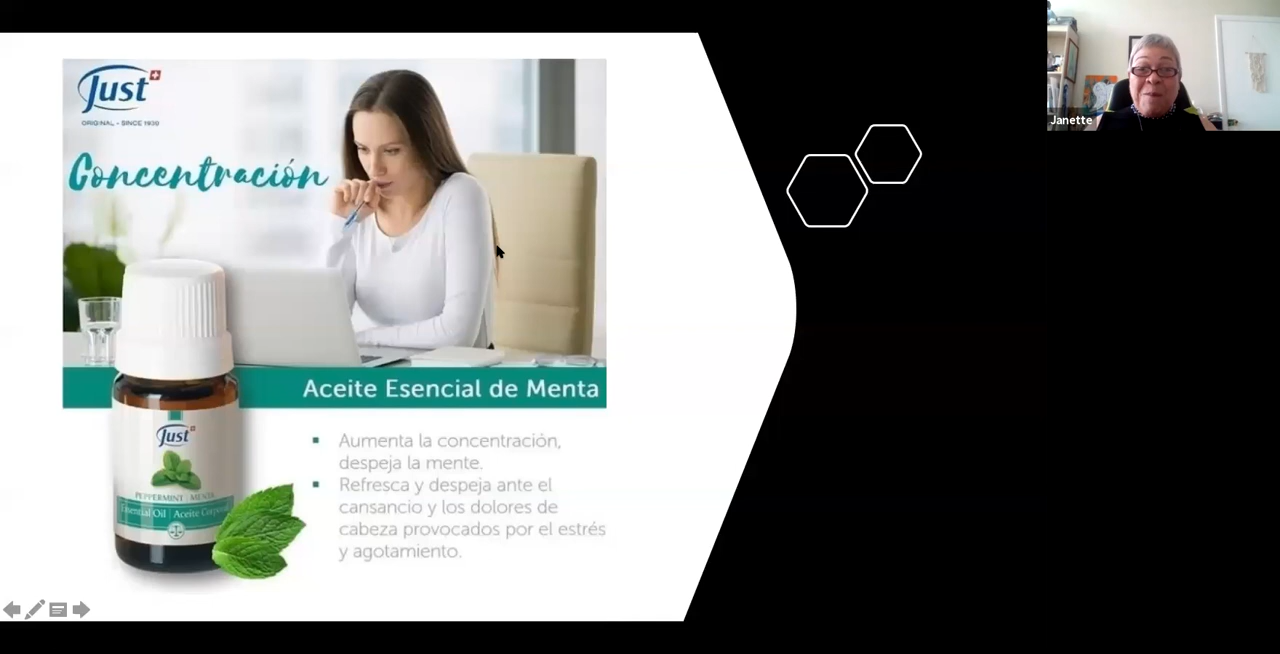 Just
ORIGINAL • SINCE 1930
Concentración
Aceite Esencial de Menta
Just
PEPPERMINT | MENTA
Essential Oil | Aceite Corporal
Aumenta la concentración,
despeja la mente.
Refresca y despeja ante el
cansancio y los dolores de
cabeza provocados por el estrés
y agotamiento.
Janette